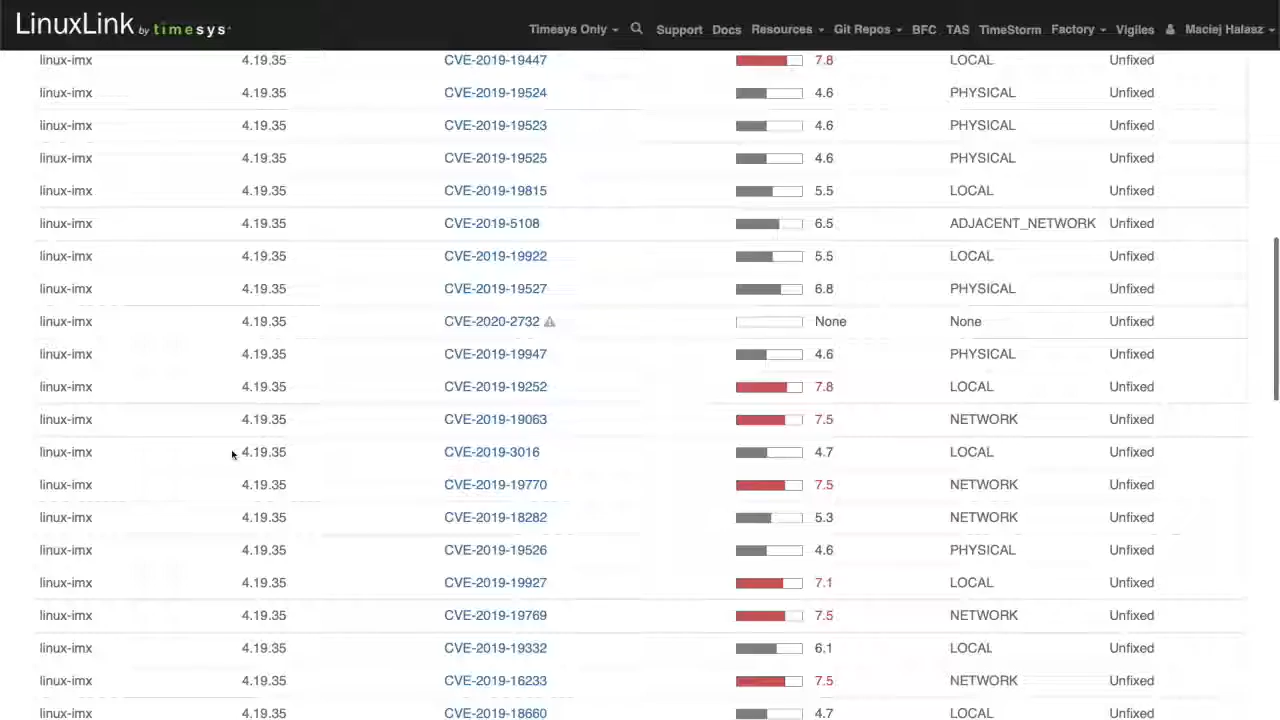 LinuxLink by timesys Timesys Only Support Docs Resources Git Repos BFC TAS TimeStorm Factory Vigiles Maciej Halasz
linux-imx 4.19.35 CVE-2019-19447 7.8 LOCAL Unfixed
linux-imx 4.19.35 CVE-2019-19524 4.6 PHYSICAL Unfixed
linux-imx 4.19.35 CVE-2019-19523 4.6 PHYSICAL Unfixed
linux-imx 4.19.35 CVE-2019-19525 4.6 PHYSICAL Unfixed
linux-imx 4.19.35 CVE-2019-19815 5.5 LOCAL Unfixed
linux-imx 4.19.35 CVE-2019-5108 6.5 ADJACENT_NETWORK Unfixed
linux-imx 4.19.35 CVE-2019-19922 5.5 LOCAL Unfixed
linux-imx 4.19.35 CVE-2019-19527 6.8 PHYSICAL Unfixed
linux-imx 4.19.35 CVE-2020-2732 None None Unfixed
linux-imx 4.19.35 CVE-2019-19947 4.6 PHYSICAL Unfixed
linux-imx 4.19.35 CVE-2019-19252 7.8 LOCAL Unfixed
linux-imx 4.19.35 CVE-2019-19063 7.5 NETWORK Unfixed
linux-imx 4.19.35 CVE-2019-3016 4.7 LOCAL Unfixed
linux-imx 4.19.35 CVE-2019-19770 7.5 NETWORK Unfixed
linux-imx 4.19.35 CVE-2019-18282 5.3 NETWORK Unfixed
linux-imx 4.19.35 CVE-2019-19526 4.6 PHYSICAL Unfixed
linux-imx 4.19.35 CVE-2019-19927 7.1 LOCAL Unfixed
linux-imx 4.19.35 CVE-2019-19769 7.5 NETWORK Unfixed
linux-imx 4.19.35 CVE-2019-19332 6.1 LOCAL Unfixed
linux-imx 4.19.35 CVE-2019-16233 7.5 NETWORK Unfixed
linux-imx 4.19.35 CVE-2019-18660 4.7 LOCAL Unfixed